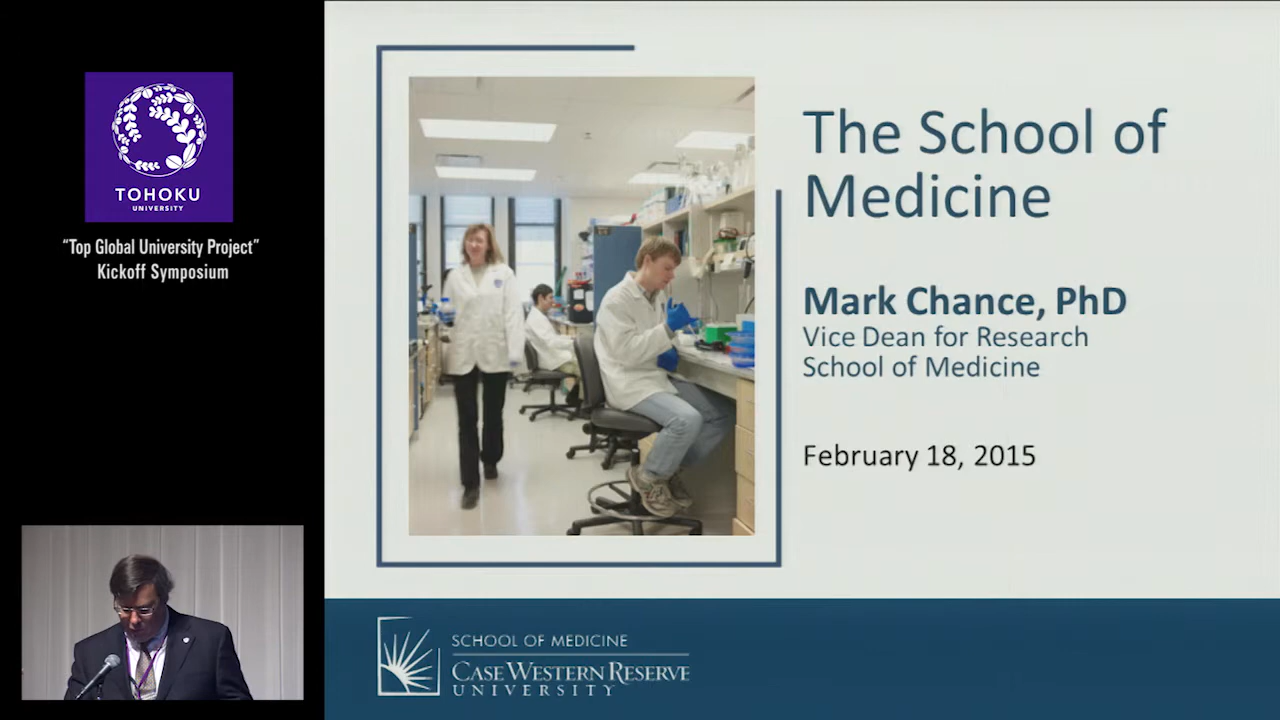 TOHOKU
UNIVERSITY
“Top Global University Project”
Kickoff Symposium
The School of
Medicine
Mark Chance, PhD
Vice Dean for Research
School of Medicine
February 18, 2015
SCHOOL OF MEDICINE
CASE WESTERN RESERVE
UNIVERSITY